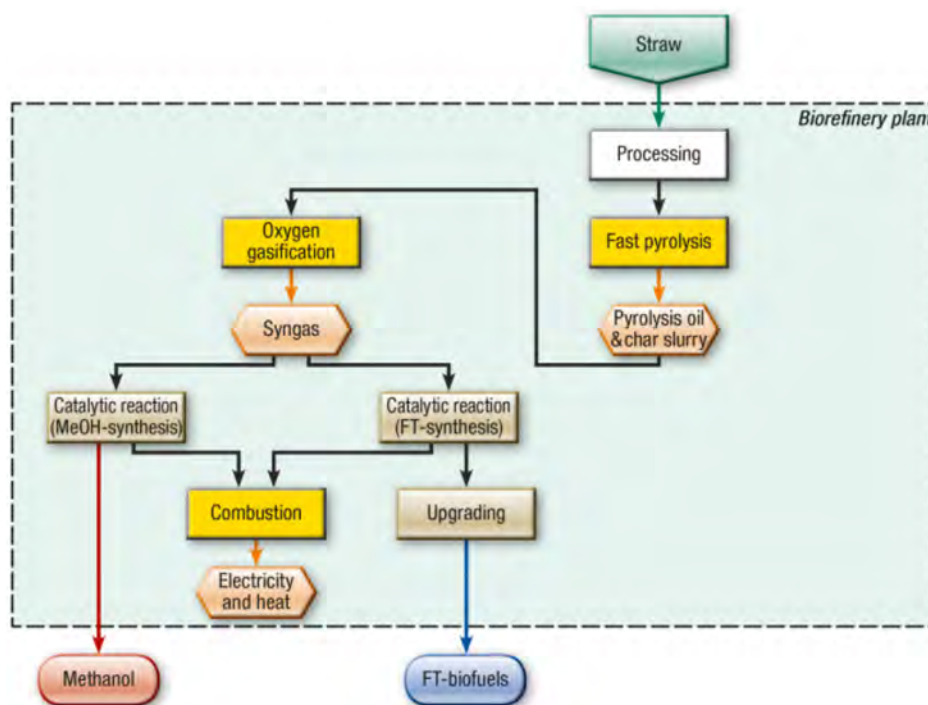 Straw
Biorefinery plant
Processing
Oxygen
gasification
Fast pyrolysis
Syngas
Pyrolysis oil
& char slurry
Catalytic reaction
(MeOH-synthesis)
Catalytic reaction
(FT-synthesis)
Combustion
Upgrading
Electricity
and heat
Methanol
FT-biofuels